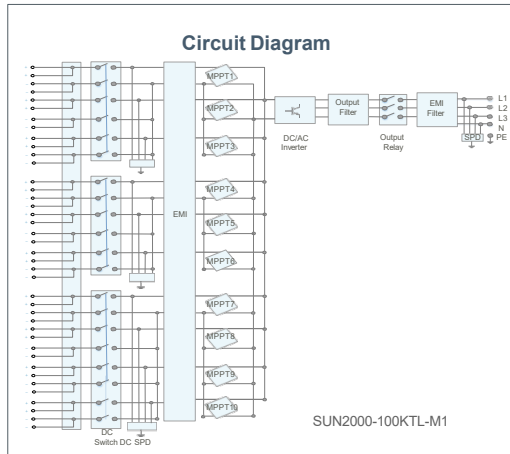 Circuit Diagram
MPPT1
MPPT2
MPPT3
MPPT4
MPPT5
MPPT6
MPPT7
MPPT8
MPPT9
MPPT10
EMI
DC/AC
Inverter
Output
Filter
Output
Relay
EMI
Filter
L1
L2
L3
N
PE
SPD
DC
Switch DC SPD
SUN2000-100KTL-M1